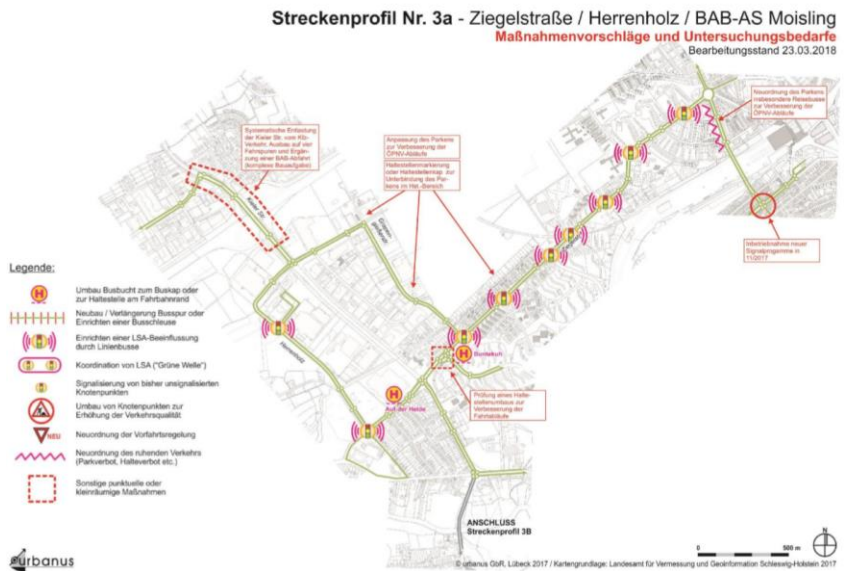 Streckenprofil Nr. 3a - Ziegelstraße / Herrenholz / BAB-AS Moisling
Maßnahmenvorschläge und Untersuchungsbedarfe
Bearbeitungsstand 23.03.2018
Neuordnung des Parkens
insbesondere Reisebusse
zur Verbesserung der
ÖPNV-Abläufe
Systematische Entlastung
der Kieler Str. vom Kfz-
Verkehr, Ausbau auf vier
Fahrspuren und Ergän-
zung einer BAB-Abfahrt
(komplexe Bauaufgabe)
Anpassung des Parkens
zur Verbesserung der
ÖPNV-Abläufe
Haltestellenmarkierung
oder Haltestellenkap. zur
Unterbindung des Par-
kens im Hst.-Bereich
Kieler Str.
Inbetriebnahme neuer
Signalprogramme in
11/2017
Herrenholz
Buntekuh
Auf der Heide
Prüfung eines Halte-
stellenumbaus zur
Verbesserung der
Fahrtabläufe
Legende:
H
Umbau Busbucht zum Buskap oder
zur Haltestelle am Fahrbahnrand
Neubau / Verlängerung Busspur oder
Einrichten einer Busschleuse
Einrichten einer LSA-Beeinflussung
durch Linienbusse
Koordination von LSA ("Grüne Welle")
Signalisierung von bisher unsignalisierten
Knotenpunkten
Umbau von Knotenpunkten zur
Erhöhung der Verkehrsqualität
NEU
Neuordnung der Vorfahrtsregelung
Neuordnung des ruhenden Verkehrs
(Parkverbot, Halteverbot etc.)
Sonstige punktuelle oder
kleinräumige Maßnahmen
ANSCHLUSS
Streckenprofil 3B
0 500 m
N
urbanus
© urbanus GbR, Lübeck 2017 / Kartengrundlage: Landesamt für Vermessung und Geoinformation Schleswig-Holstein 2017